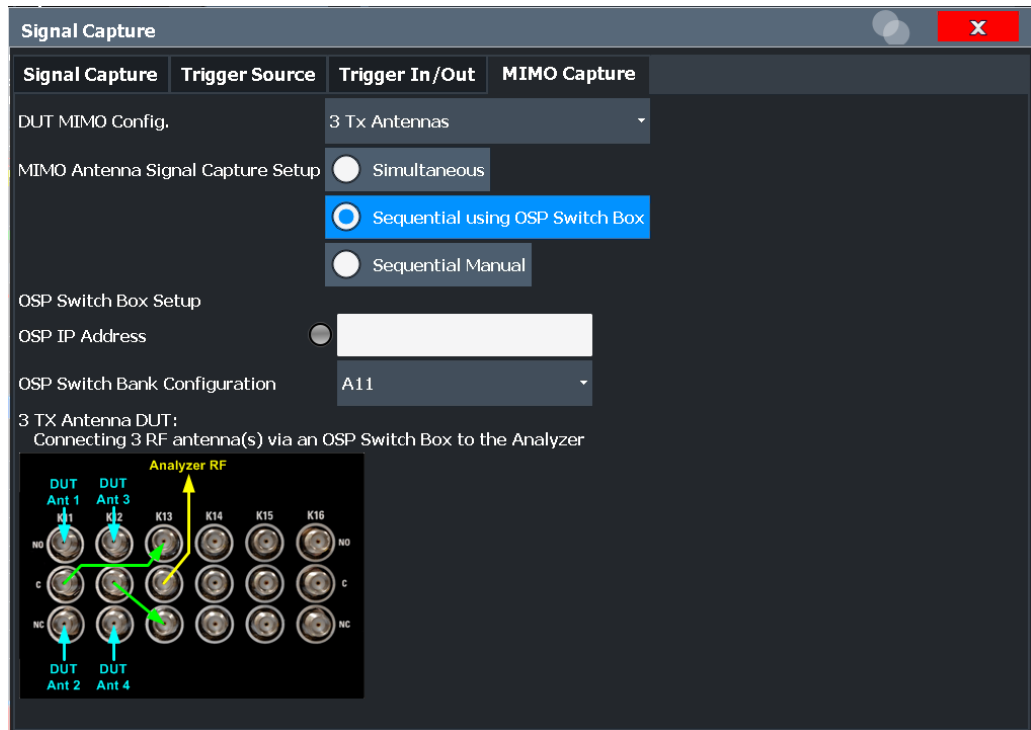 Signal Capture
X
Signal Capture Trigger Source Trigger In/Out MIMO Capture
DUT MIMO Config. 3 Tx Antennas
MIMO Antenna Signal Capture Setup Simultaneous
Sequential using OSP Switch Box
Sequential Manual
OSP Switch Box Setup
OSP IP Address
OSP Switch Bank Configuration A11
3 TX Antenna DUT:
Connecting 3 RF antenna(s) via an OSP Switch Box to the Analyzer
Analyzer RF
DUT DUT
Ant 1 Ant 3
K11 K12 K13 K14 K15 K16
NO NO
C C
NC NC
DUT DUT
Ant 2 Ant 4